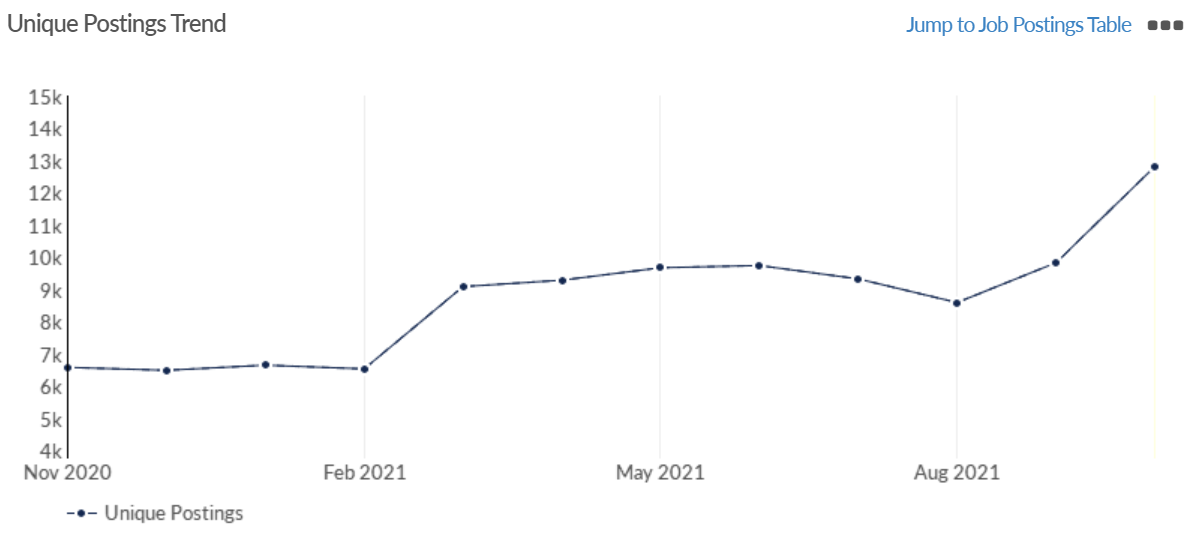 Unique Postings Trend
Jump to Job Postings Table
15k
14k
13k
12k
11k
10k
9k
8k
7k
6k
5k
4k
Nov 2020 Feb 2021 May 2021 Aug 2021
Unique Postings